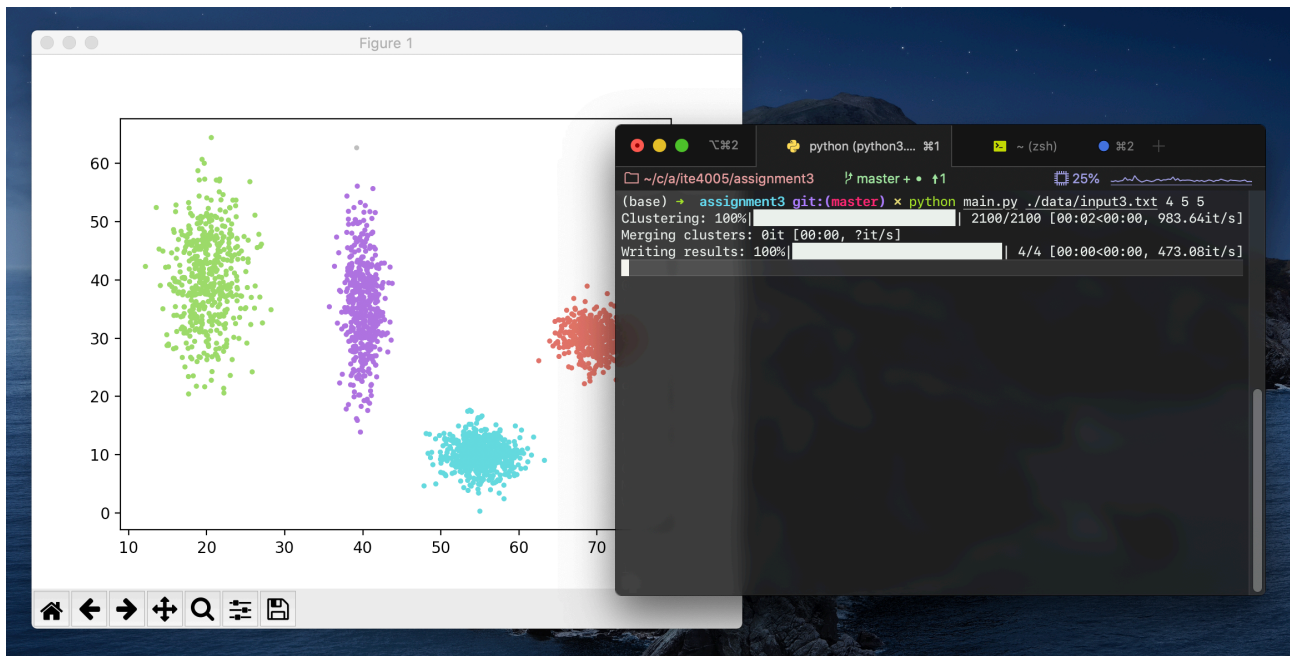 Figure 1
60
50
40
30
20
10
0
10 20 30 40 50 60 70
⌥⌘2 python (python3.... ⌘1 ~ (zsh) ⌘2
~/c/a/ite4005/assignment3 master + • ↑1 25%
(base) → assignment3 git:(master) × python main.py ./data/input3.txt 4 5 5
Clustering: 100%| | 2100/2100 [00:02<00:00, 983.64it/s]
Merging clusters: 0it [00:00, ?it/s]
Writing results: 100%| | 4/4 [00:00<00:00, 473.08it/s]